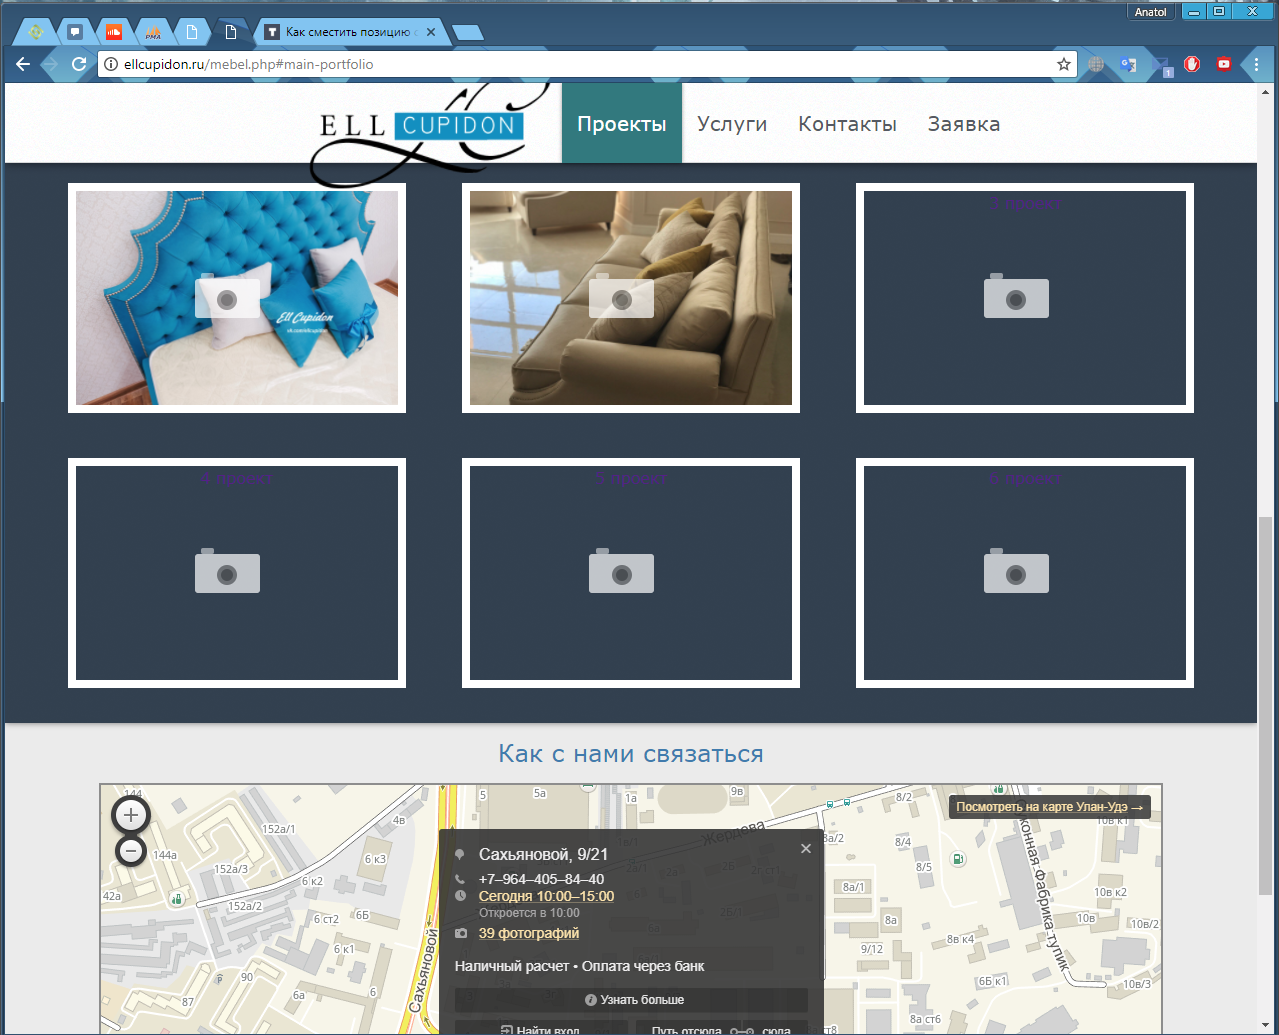 Anatol
Как сместить позицию
ellcupidon.ru/mebel.php#main-portfolio
1
ELL CUPIDON
Проекты
Услуги
Контакты
Заявка
Ell Cupidon
3 проект
4 проект
5 проект
6 проект
Как с нами связаться
Посмотреть на карте Улан-Удэ →
Сахьяновой, 9/21
+7–964–405–84–40
Сегодня 10:00–15:00
Откроется в 10:00
39 фотографий
Наличный расчет • Оплата через банк
Узнать больше
Найти вход
Путь отсюда
сюда
144
152а/1
4в
5
5а
1а
9в
8/2
Жердева
8а/2
8/4
144а
152а/3
6 к3
8/5
42а
6 к2
152а/2
6 ст2
6Б
8а/1
10в к2
8а
10в
10в/2
6 к1
8в к4
9/12
90
6Б к1
10в/3
87
6а
6 к
Сахьяновой
8а ст6